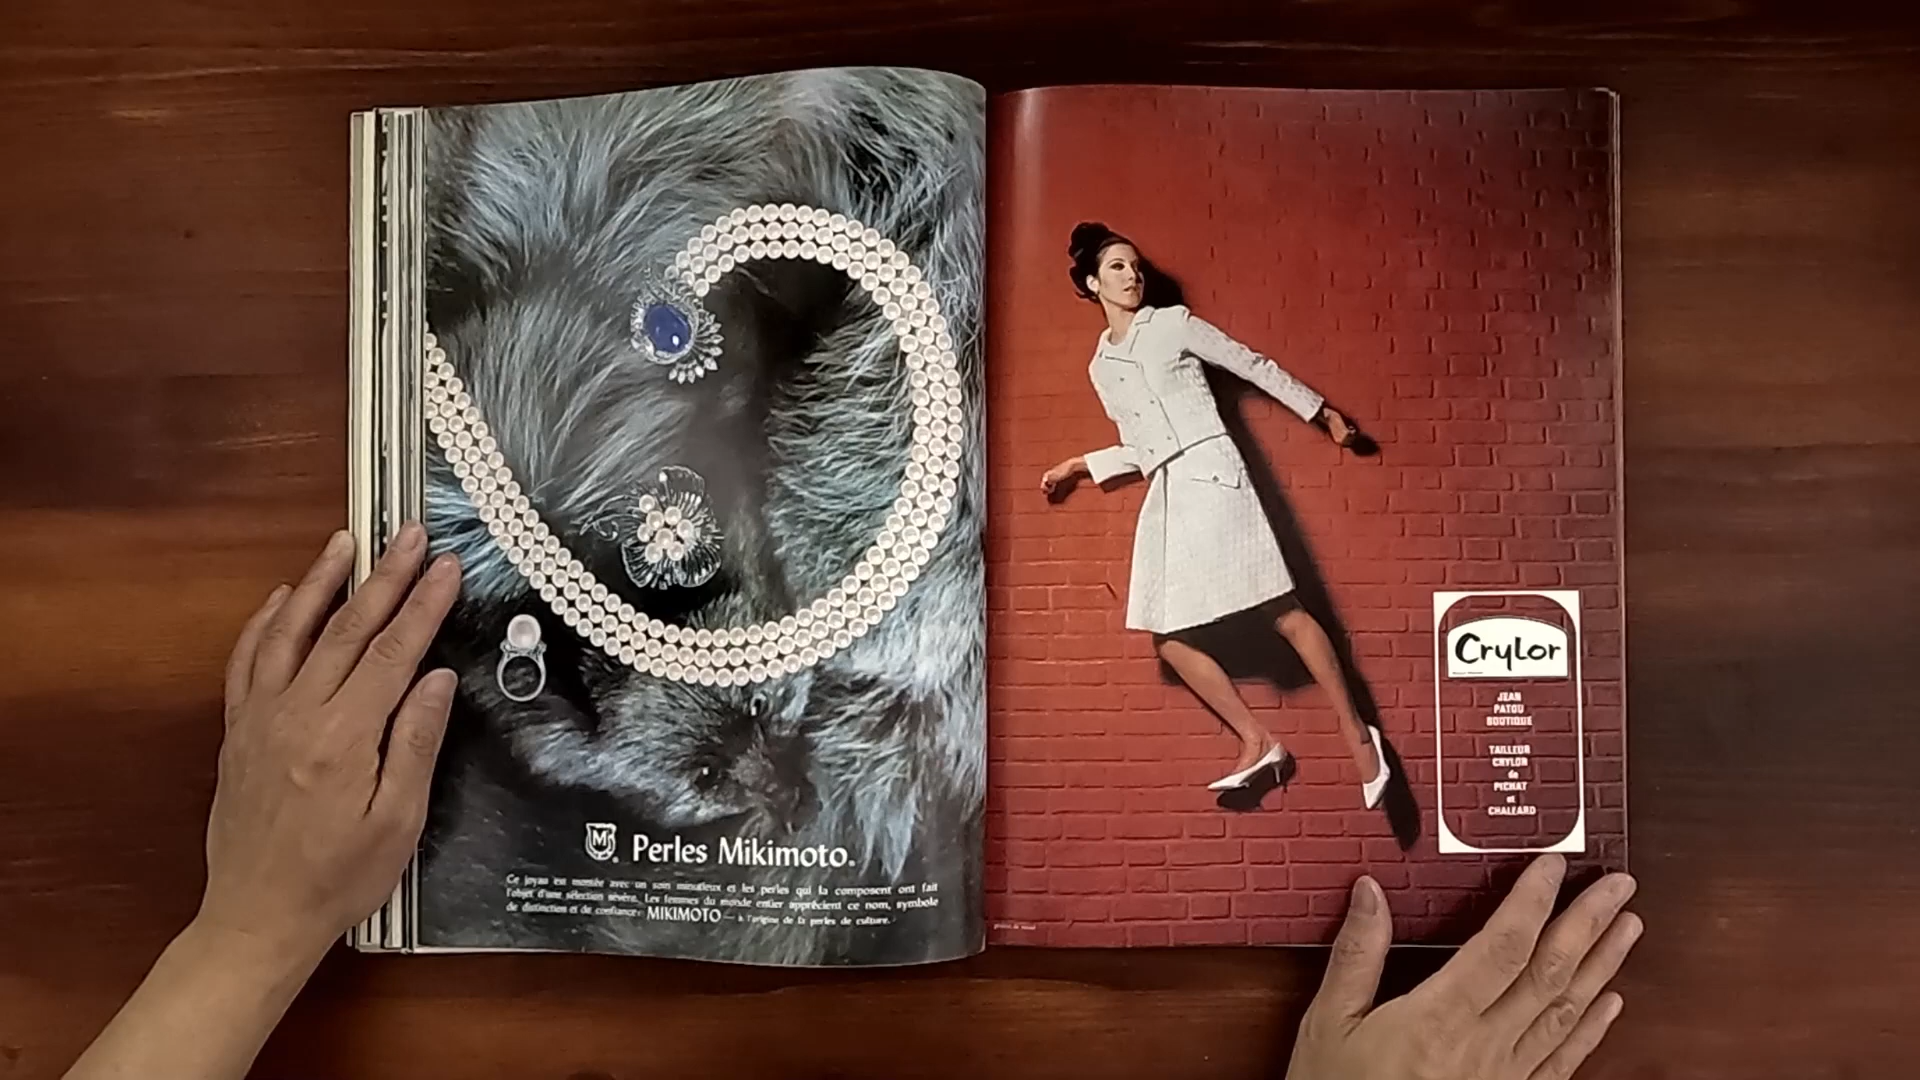 M
Perles Mikimoto.
Ce joyau est montée avec un soin minutieux et les perles qui la composent ont fait
l'objet d'une sélection sévère. Les femmes du monde entier apprécient ce nom, symbole
de distinction et de confiance: MIKIMOTO — à l'origine de la perles de culture.
Crylor
JEAN
PATOU
BOUTIQUE
TAILLEUR
CRYLOR
de
PICHAT
et
CHALEARD